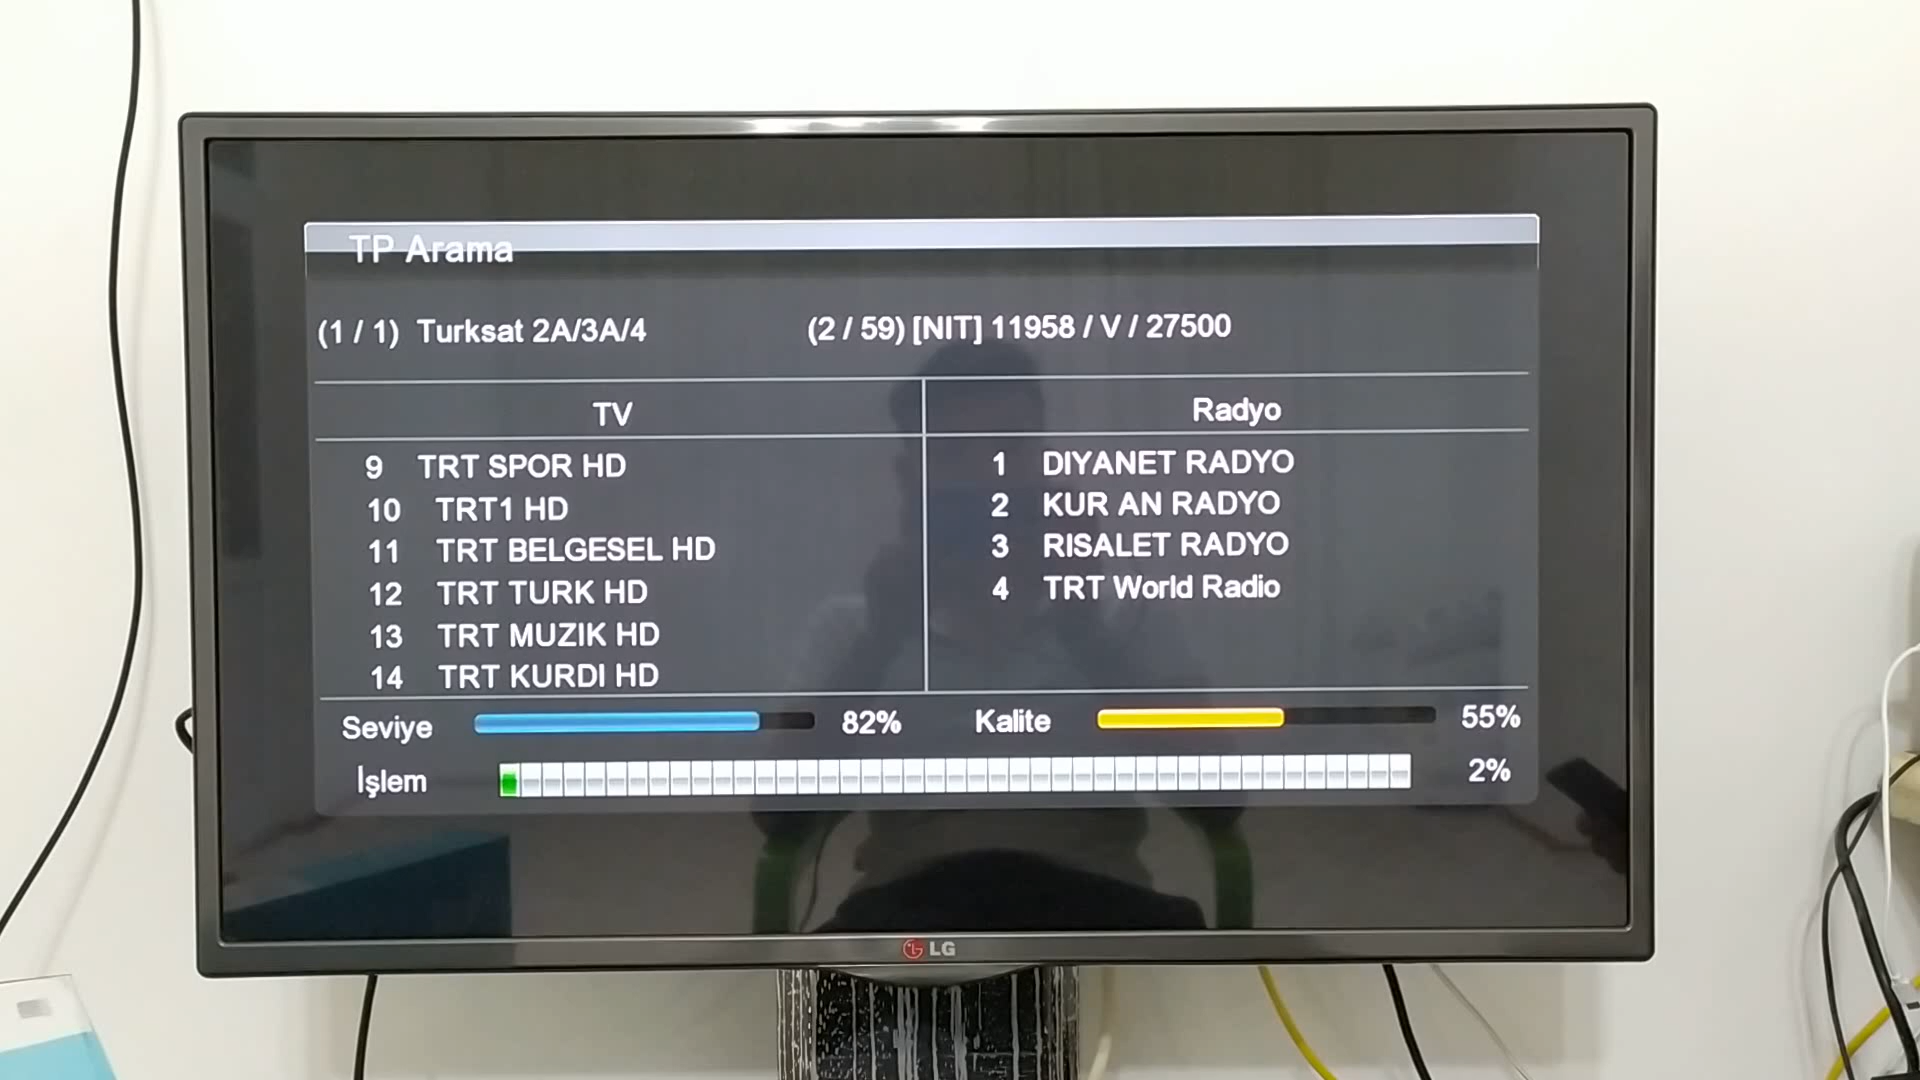 TP Arama
(1 / 1) Turksat 2A/3A/4
(2 / 59) [NIT] 11958 / V / 27500
TV
9 TRT SPOR HD
10 TRT1 HD
11 TRT BELGESEL HD
12 TRT TURK HD
13 TRT MUZIK HD
14 TRT KURDI HD
Radyo
1 DIYANET RADYO
2 KUR AN RADYO
3 RISALET RADYO
4 TRT World Radio
Seviye 82% Kalite 55%
İşlem 2%
LG